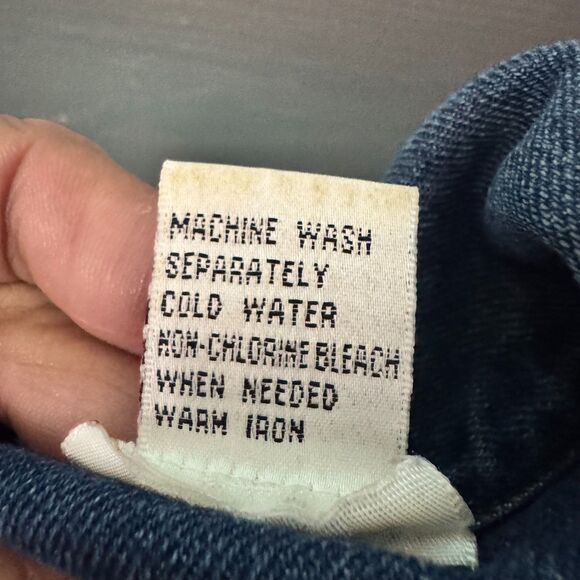 MACHINE WASH
SEPARATELY
COLD WATER
NON-CHLORINE BLEACH
WHEN NEEDED
WARM IRON